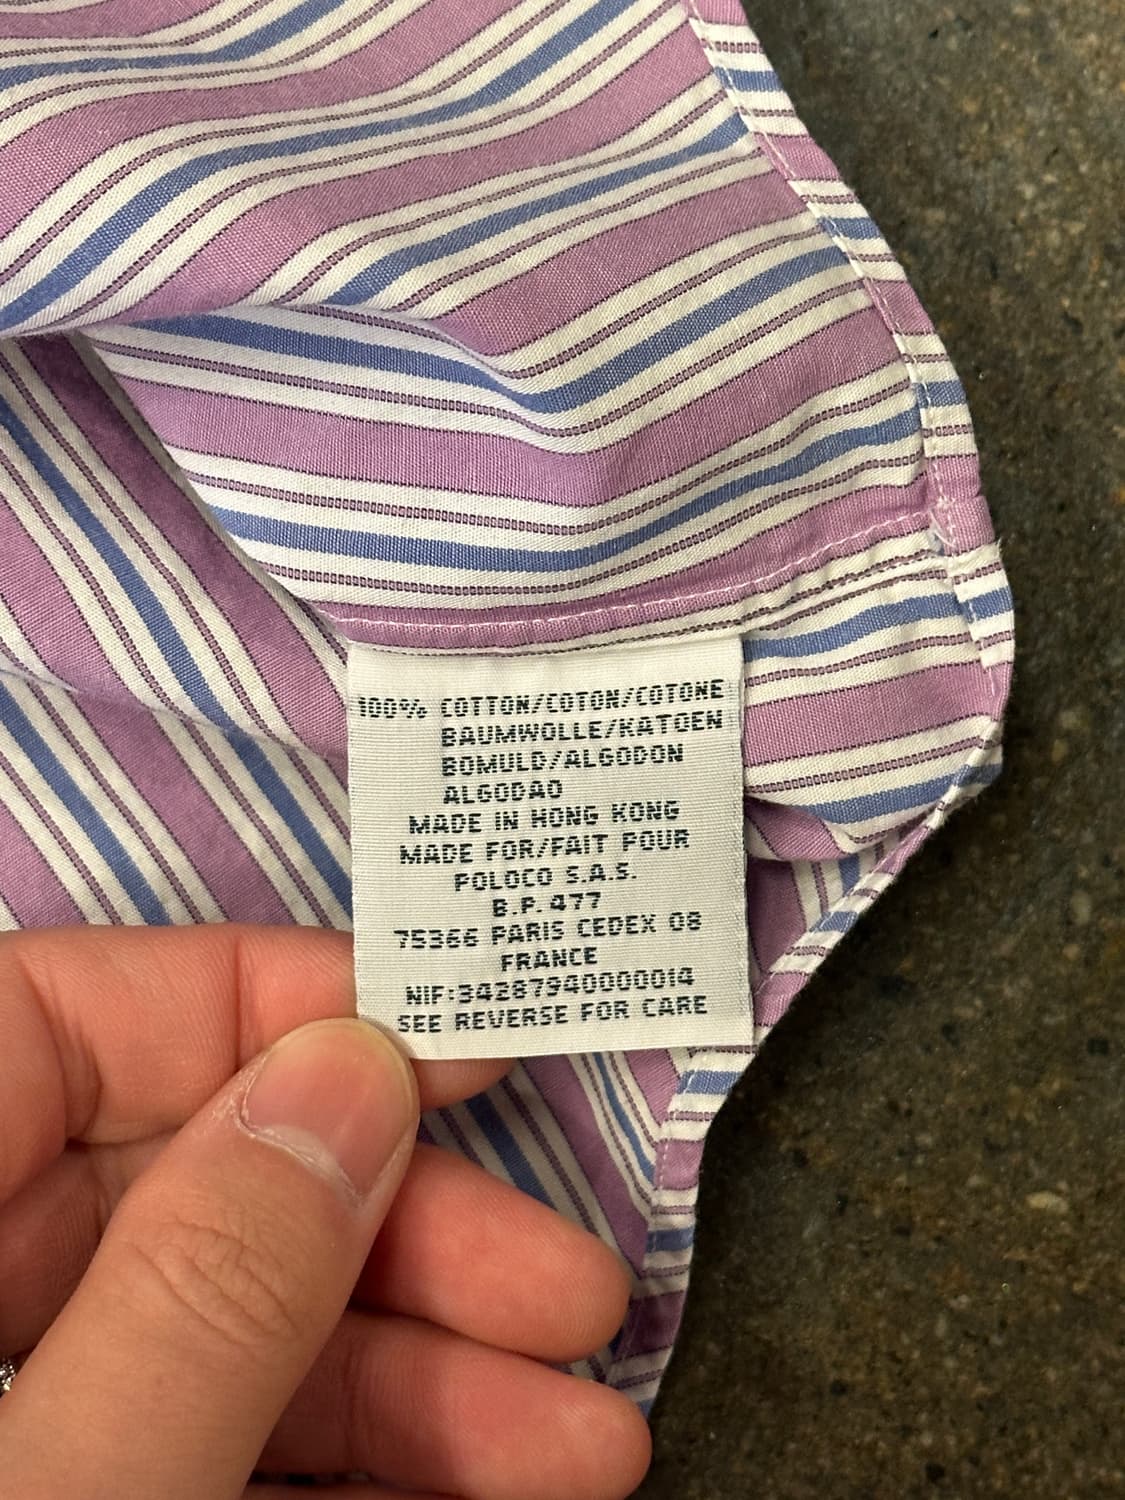 100% COTTON/COTON/COTONE
BAUMWOLLE/KATOEN
BOMULD/ALGODON
ALGODAO
MADE IN HONG KONG
MADE FOR/FAIT POUR
POLOCO S.A.S.
B.P. 477
75366 PARIS CEDEX 08
FRANCE
NIF:34287940000014
SEE REVERSE FOR CARE